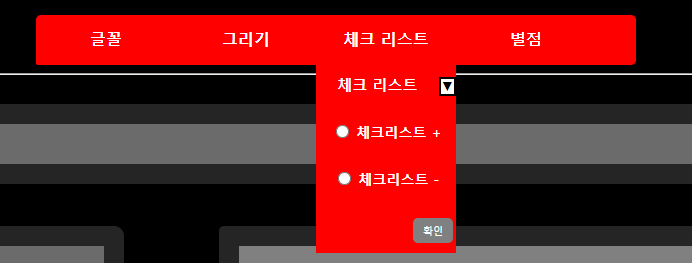 글꼴 그리기 체크 리스트 별점
체크 리스트 ▼
체크리스트 +
체크리스트 -
확인